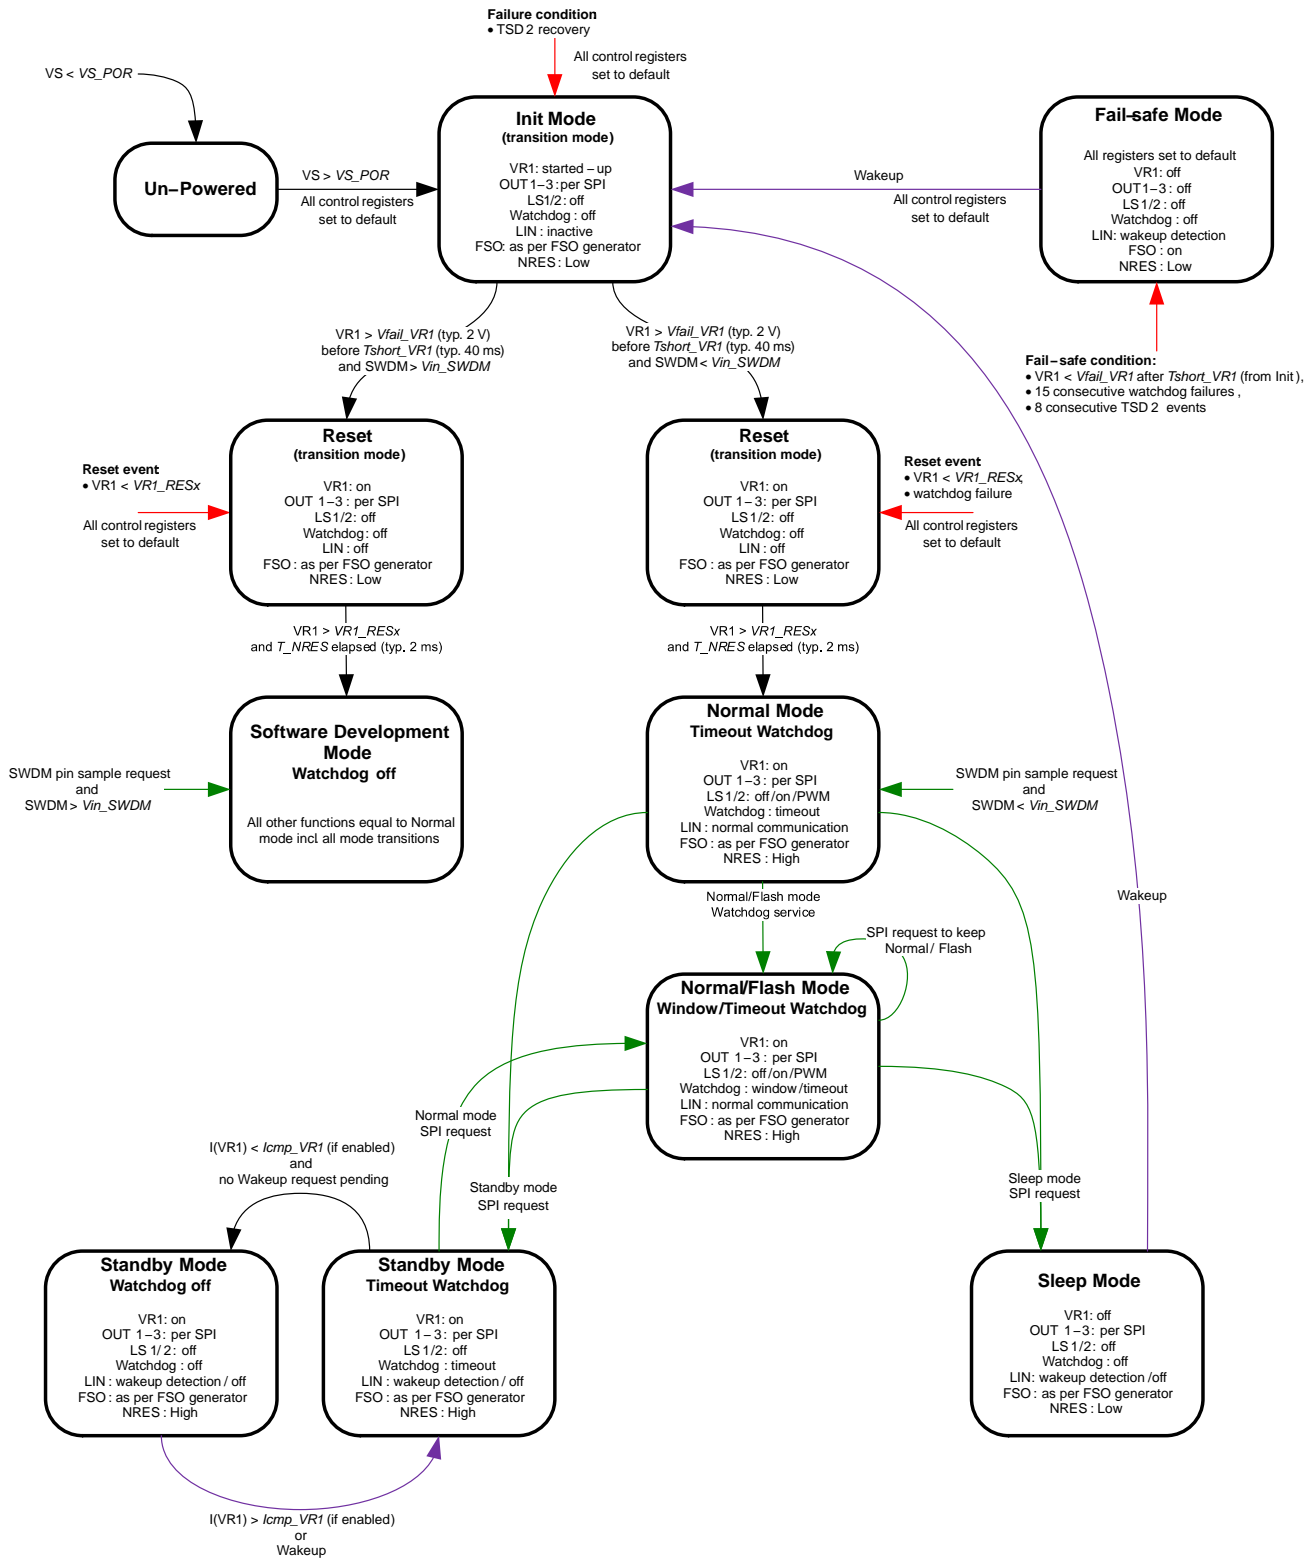 Failure condition
• TSD2 recovery
All control registers
set to default
VS < VS_POR
Un–Powered
VS > VS_POR
All control registers
set to default
Init Mode
(transition mode)
VR1: started – up
OUT1–3 : per SPI
LS1/2: off
Watchdog : off
LIN : inactive
FSO: as per FSO generator
NRES : Low
Wakeup
All control registers
set to default
Fail–safe Mode
All registers set to default
VR1: off
OUT1–3 : off
LS1/2 : off
Watchdog : off
LIN: wakeup detection
FSO : on
NRES : Low
Fail–safe condition:
• VR1 < Vfail_VR1 after Tshort_VR1 (from Init),
• 15 consecutive watchdog failures ,
• 8 consecutive TSD2 events
VR1 > Vfail_VR1 (typ. 2 V)
before Tshort_VR1 (typ. 40 ms)
and SWDM > Vin_SWDM
VR1 > Vfail_VR1 (typ. 2 V)
before Tshort_VR1 (typ. 40 ms)
and SWDM < Vin_SWDM
Reset event
• VR1 < VR1_RESx
All control registers
set to default
Reset
(transition mode)
VR1: on
OUT 1–3 : per SPI
LS1/2: off
Watchdog : off
LIN : off
FSO : as per FSO generator
NRES : Low
Reset
(transition mode)
VR1: on
OUT 1–3 : per SPI
LS1/2: off
Watchdog : off
LIN : off
FSO : as per FSO generator
NRES : Low
Reset event
• VR1 < VR1_RESx,
• watchdog failure
All control registers
set to default
VR1 > VR1_RESx
and T_NRES elapsed (typ. 2 ms)
VR1 > VR1_RESx
and T_NRES elapsed (typ. 2 ms)
SWDM pin sample request
and
SWDM > Vin_SWDM
Software Development
Mode
Watchdog off
All other functions equal to Normal
mode incl. all mode transitions
Normal Mode
Timeout Watchdog
VR1: on
OUT 1–3 : per SPI
LS1/2: off/on/PWM
Watchdog : timeout
LIN : normal communication
FSO : as per FSO generator
NRES : High
SWDM pin sample request
and
SWDM < Vin_SWDM
Normal/Flash mode
Watchdog service
Wakeup
SPI request to keep
Normal / Flash
Normal/Flash Mode
Window/Timeout Watchdog
VR1: on
OUT 1–3 : per SPI
LS1/2: off/on/PWM
Watchdog : window/timeout
LIN : normal communication
FSO : as per FSO generator
NRES : High
Normal mode
SPI request
I(VR1) < Icmp_VR1 (if enabled)
and
no Wakeup request pending
Standby mode
SPI request
Sleep mode
SPI request
Standby Mode
Watchdog off
VR1: on
OUT 1–3: per SPI
LS 1/2: off
Watchdog : off
LIN : wakeup detection / off
FSO : as per FSO generator
NRES : High
Standby Mode
Timeout Watchdog
VR1: on
OUT 1–3: per SPI
LS 1/2: off
Watchdog : timeout
LIN : wakeup detection / off
FSO : as per FSO generator
NRES : High
Sleep Mode
VR1: off
OUT 1–3 : per SPI
LS1/2: off
Watchdog : off
LIN: wakeup detection /off
FSO : as per FSO generator
NRES : Low
I(VR1) > Icmp_VR1 (if enabled)
or
Wakeup